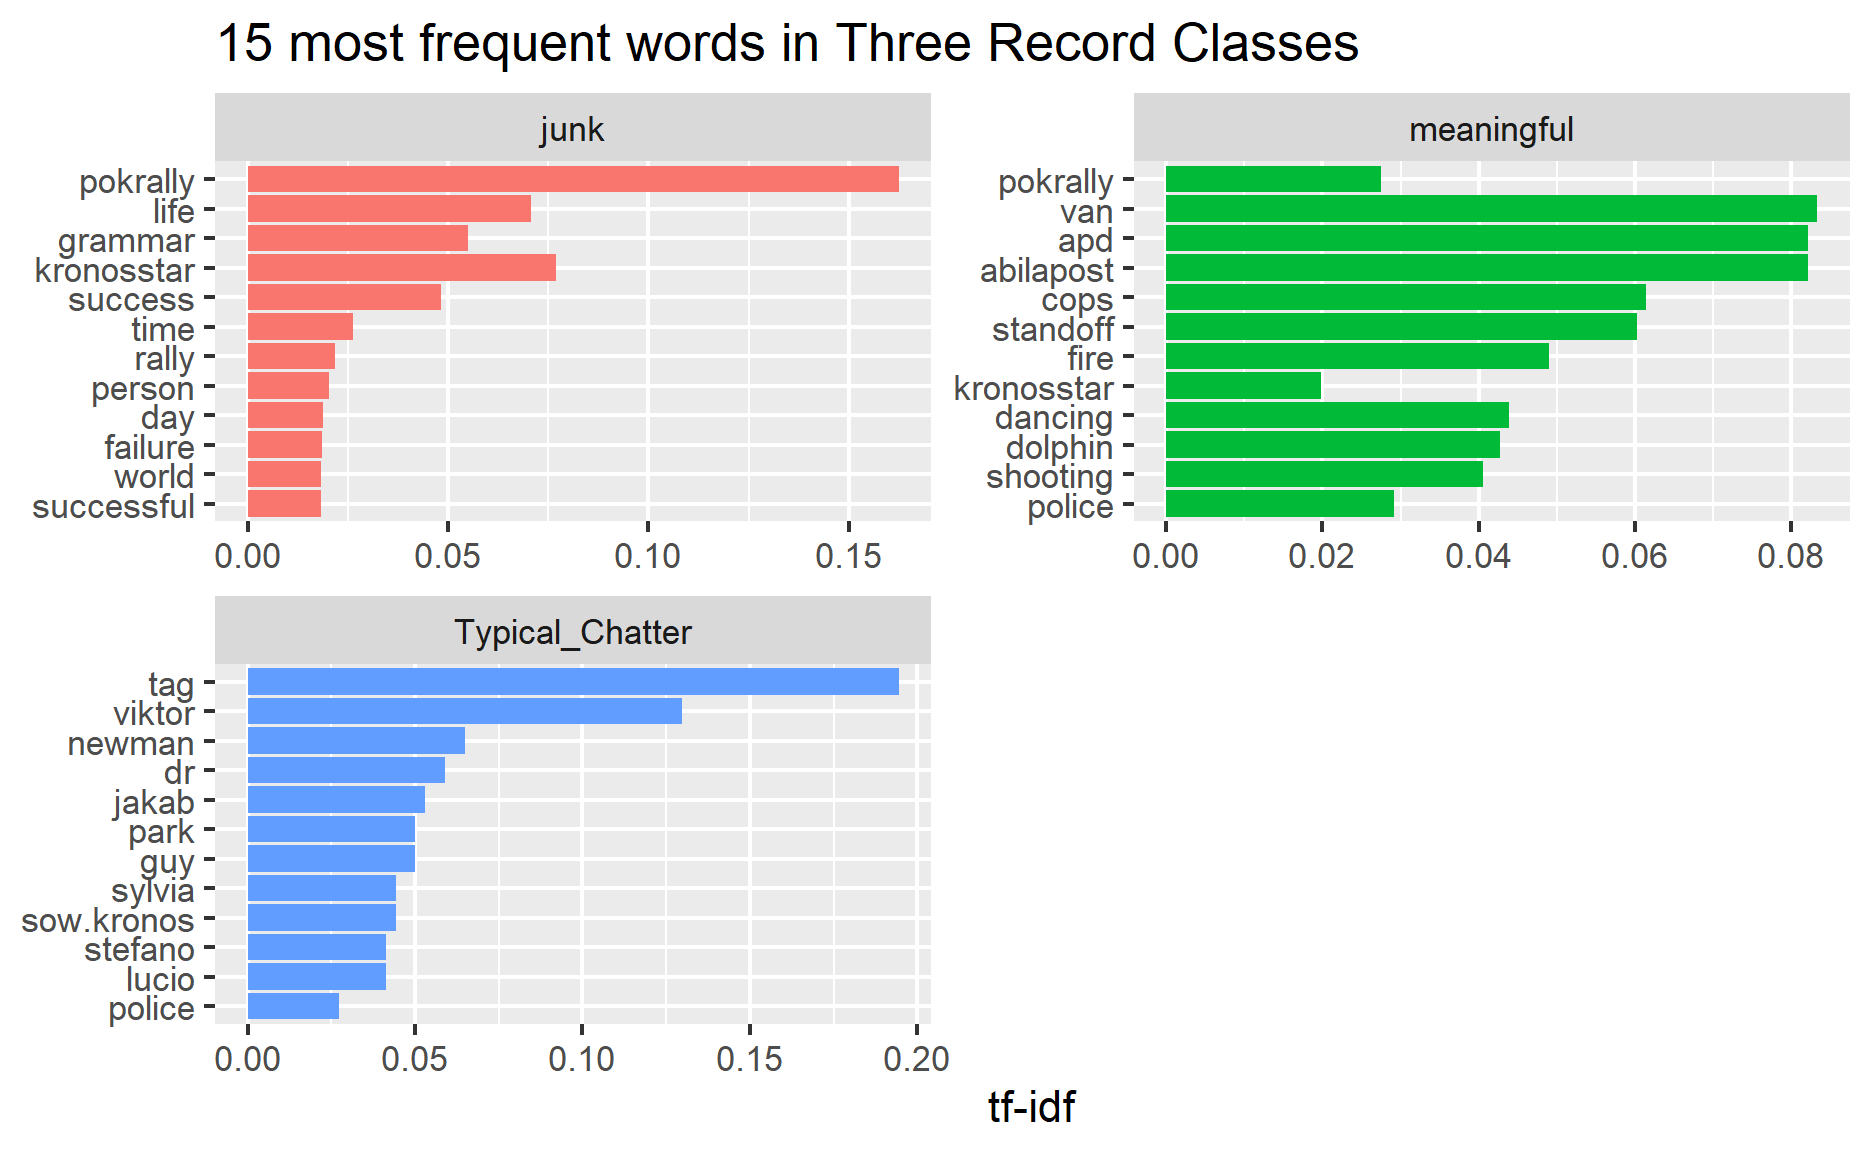 15 most frequent words in Three Record Classes
junk
pokrally
life
grammar
kronosstar
success
time
rally
person
day
failure
world
successful
0.00 0.05 0.10 0.15
meaningful
pokrally
van
apd
abilapost
cops
standoff
fire
kronosstar
dancing
dolphin
shooting
police
0.00 0.02 0.04 0.06 0.08
Typical_Chatter
tag
viktor
newman
dr
jakab
park
guy
sylvia
sow.kronos
stefano
lucio
police
0.00 0.05 0.10 0.15 0.20
tf-idf